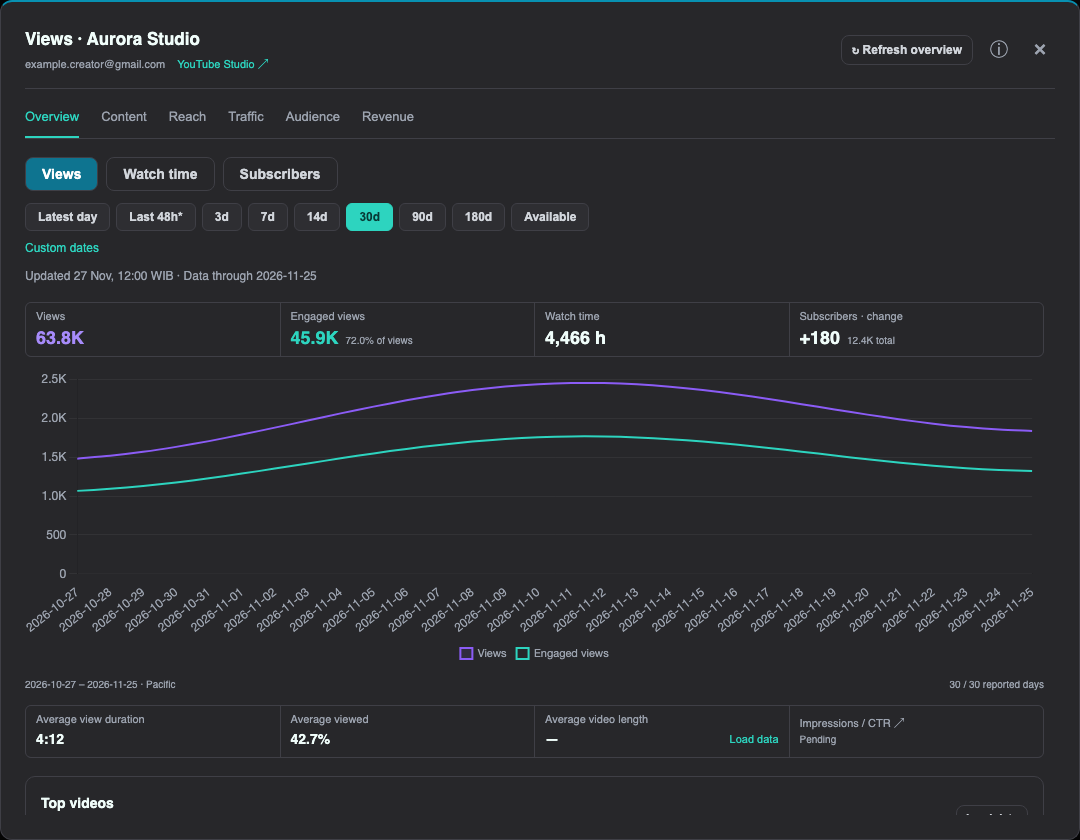 Views · Aurora Studio
example.creator@gmail.com YouTube Studio ↗
↻ Refresh overview ⓘ ✕
Overview Content Reach Traffic Audience Revenue
Views Watch time Subscribers
Latest day Last 48h* 3d 7d 14d 30d 90d 180d Available
Custom dates
Updated 27 Nov, 12:00 WIB · Data through 2026-11-25
Views Engaged views Watch time Subscribers · change
63.8K 45.9K 72.0% of views 4,466 h +180 12.4K total
2.5K
2.0K
1.5K
1.0K
500
0
2026-10-27 2026-10-28 2026-10-29 2026-10-30 2026-10-31 2026-11-01 2026-11-02 2026-11-03 2026-11-04 2026-11-05 2026-11-06 2026-11-07 2026-11-08 2026-11-09 2026-11-10 2026-11-11 2026-11-12 2026-11-13 2026-11-14 2026-11-15 2026-11-16 2026-11-17 2026-11-18 2026-11-19 2026-11-20 2026-11-21 2026-11-22 2026-11-23 2026-11-24 2026-11-25
Views Engaged views
2026-10-27 – 2026-11-25 · Pacific 30 / 30 reported days
Average view duration Average viewed Average video length Impressions / CTR ↗
4:12 42.7% — Load data Pending
Top videos